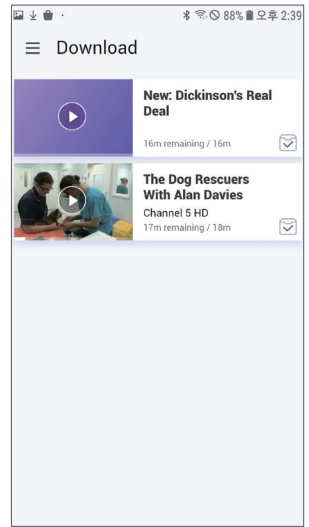 88% 오후 2:39
Download
New: Dickinson's Real
Deal
16m remaining / 16m
The Dog Rescuers
With Alan Davies
Channel 5 HD
17m remaining / 18m